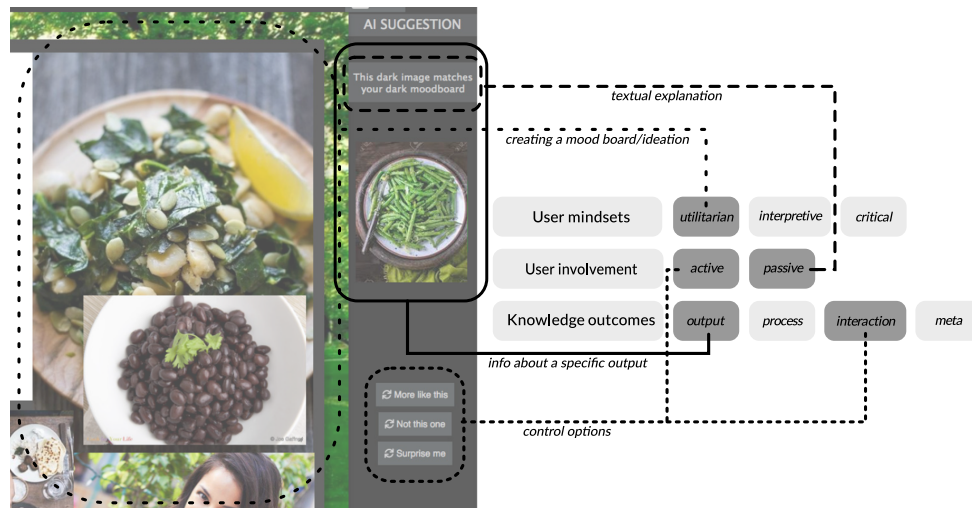 AI SUGGESTION
This dark image matches
your dark moodboard
textual explanation
creating a mood board/ideation
User mindsets
utilitarian
interpretive
critical
User involvement
active
passive
Knowledge outcomes
output
process
interaction
meta
info about a specific output
More like this
Not this one
Surprise me
control options